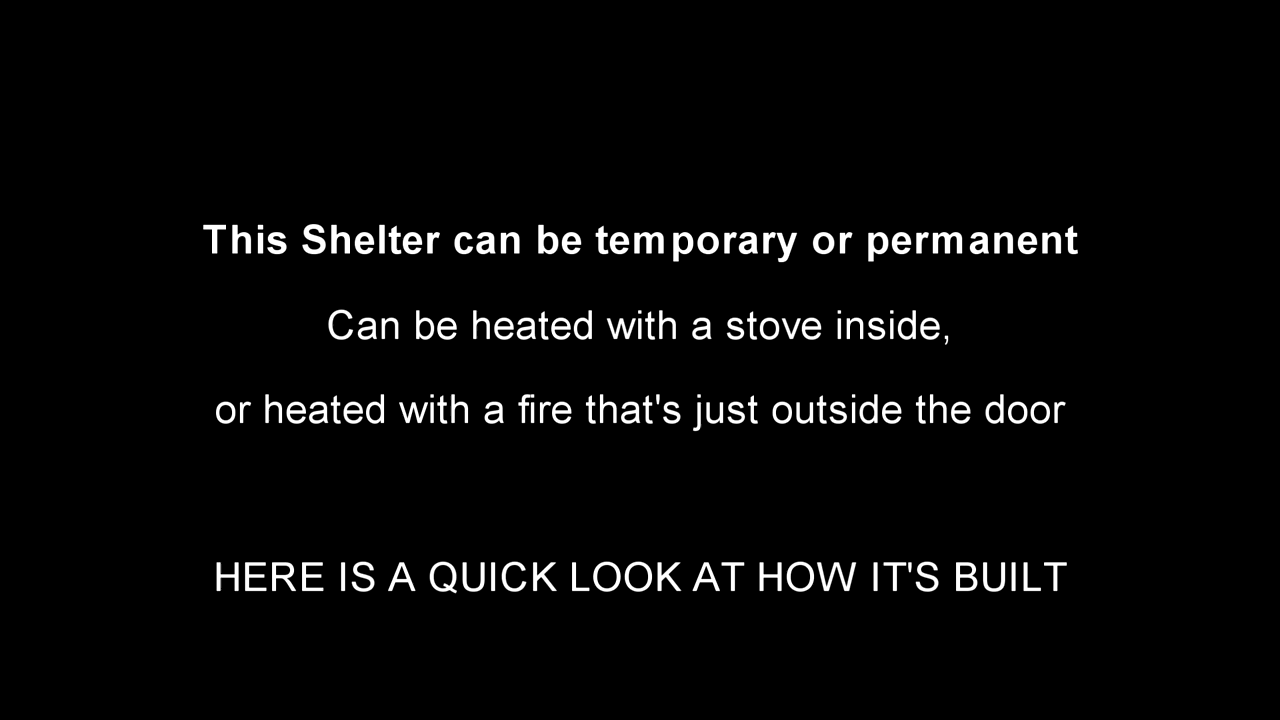 This Shelter can be temporary or permanent
Can be heated with a stove inside,
or heated with a fire that's just outside the door
HERE IS A QUICK LOOK AT HOW IT'S BUILT